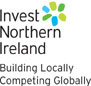 Invest
Northern
Ireland
Building Locally
Competing Globally